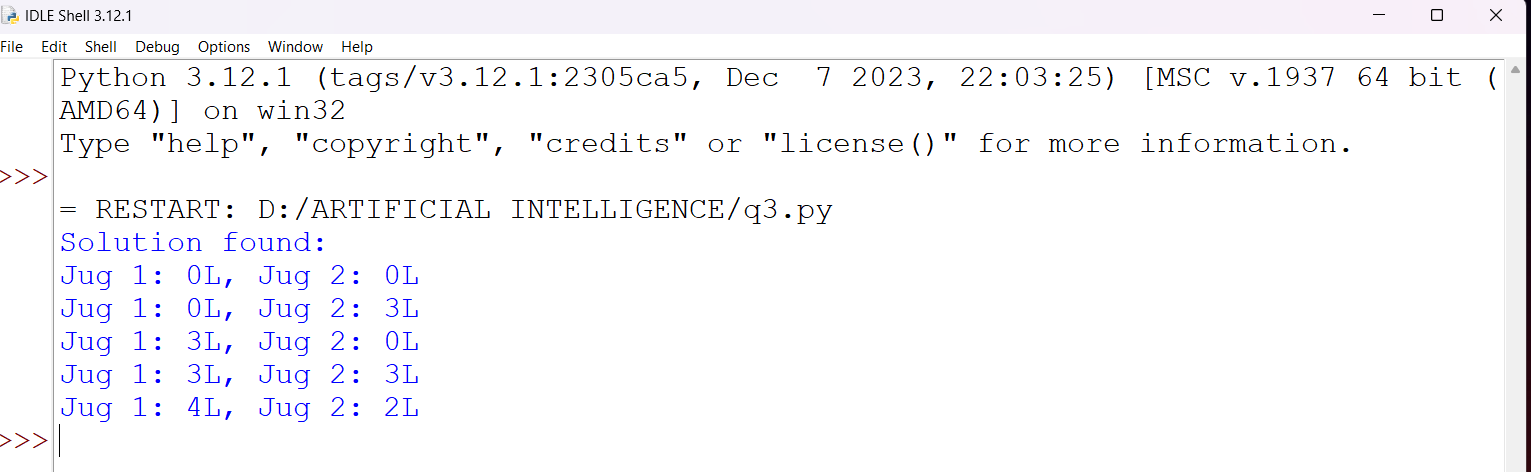 IDLE Shell 3.12.1
File Edit Shell Debug Options Window Help
Python 3.12.1 (tags/v3.12.1:2305ca5, Dec  7 2023, 22:03:25) [MSC v.1937 64 bit (
AMD64)] on win32
Type "help", "copyright", "credits" or "license()" for more information.
>>>
= RESTART: D:/ARTIFICIAL INTELLIGENCE/q3.py
Solution found:
Jug 1: 0L, Jug 2: 0L
Jug 1: 0L, Jug 2: 3L
Jug 1: 3L, Jug 2: 0L
Jug 1: 3L, Jug 2: 3L
Jug 1: 4L, Jug 2: 2L
>>>